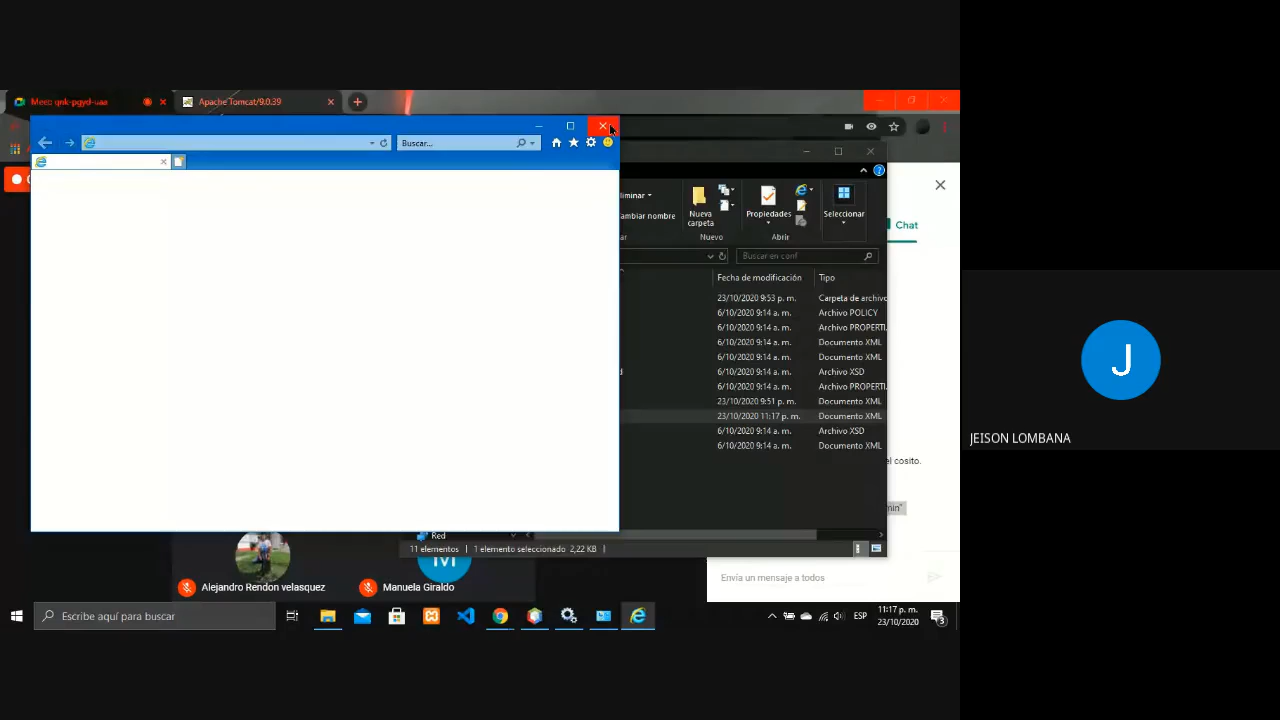 Meet: qnk-pgyd-uaa
Apache Tomcat/9.0.39
Buscar...
liminar
ambiar nombre
ar
Nueva
carpeta
Nuevo
Propiedades
Abrir
Seleccionar
Buscar en conf
Fecha de modificación Tipo
23/10/2020 9:53 p. m. Carpeta de archivo
6/10/2020 9:14 a. m. Archivo POLICY
6/10/2020 9:14 a. m. Archivo PROPERTI
6/10/2020 9:14 a. m. Documento XML
6/10/2020 9:14 a. m. Documento XML
d 6/10/2020 9:14 a. m. Archivo XSD
6/10/2020 9:14 a. m. Archivo PROPERTI
23/10/2020 9:51 p. m. Documento XML
23/10/2020 11:17 p. m. Documento XML
6/10/2020 9:14 a. m. Archivo XSD
6/10/2020 9:14 a. m. Documento XML
Red
11 elementos 1 elemento seleccionado 2,22 KB
Chat
el cosito.
min"
Envía un mensaje a todos
M
Alejandro Rendon velasquez
Manuela Giraldo
J
JEISON LOMBANA
Escribe aquí para buscar
ESP
11:17 p. m.
23/10/2020
3